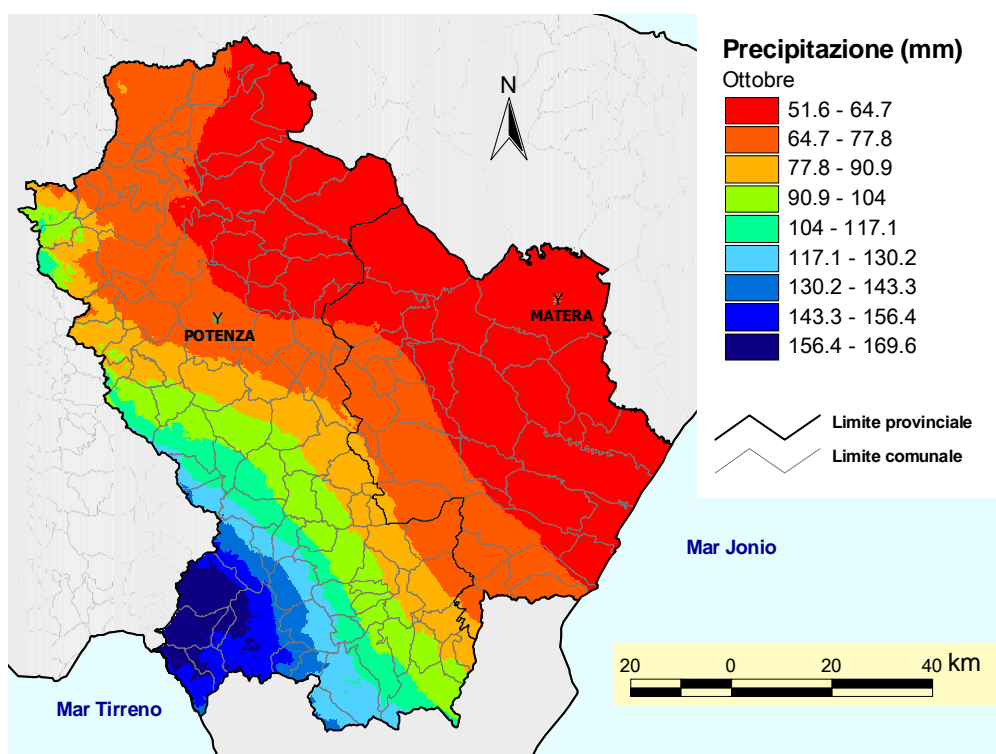 Precipitazione (mm)
Ottobre
51.6 - 64.7
64.7 - 77.8
77.8 - 90.9
90.9 - 104
104 - 117.1
117.1 - 130.2
130.2 - 143.3
143.3 - 156.4
156.4 - 169.6
Limite provinciale
Limite comunale
N
POTENZA
MATERA
Mar Jonio
Mar Tirreno
20 0 20 40 km